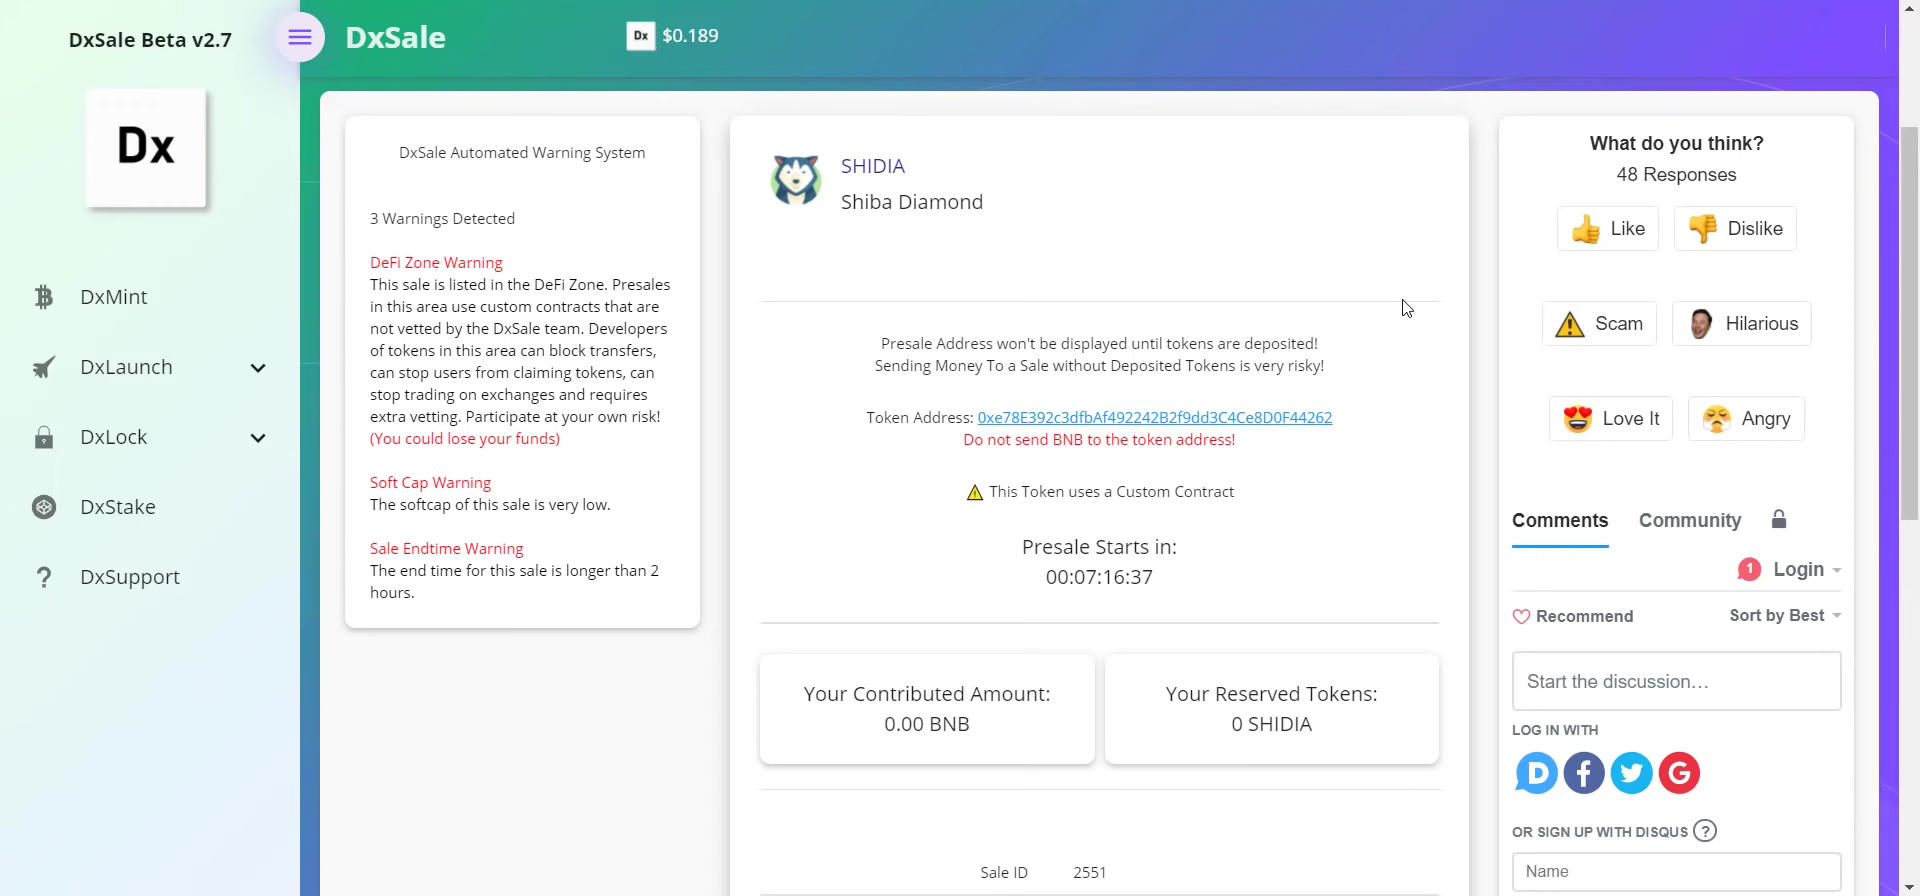 DxSale Beta v2.7
Dx
DxMint
DxLaunch
DxLock
DxStake
DxSupport
DxSale
Dx $0.189
DxSale Automated Warning System
3 Warnings Detected
DeFi Zone Warning
This sale is listed in the DeFi Zone. Presales
in this area use custom contracts that are
not vetted by the DxSale team. Developers
of tokens in this area can block transfers,
can stop users from claiming tokens, can
stop trading on exchanges and requires
extra vetting. Participate at your own risk!
(You could lose your funds)
Soft Cap Warning
The softcap of this sale is very low.
Sale Endtime Warning
The end time for this sale is longer than 2
hours.
SHIDIA
Shiba Diamond
Presale Address won't be displayed until tokens are deposited!
Sending Money To a Sale without Deposited Tokens is very risky!
Token Address: 0xe78E392c3dfbAf492242B2f9dd3C4Ce8D0F44262
Do not send BNB to the token address!
This Token uses a Custom Contract
Presale Starts in:
00:07:16:37
Your Contributed Amount:
0.00 BNB
Your Reserved Tokens:
0 SHIDIA
Sale ID 2551
What do you think?
48 Responses
Like Dislike
Scam Hilarious
Love It Angry
Comments Community
1 Login
Recommend Sort by Best
Start the discussion…
LOG IN WITH
D f G
OR SIGN UP WITH DISQUS ?
Name